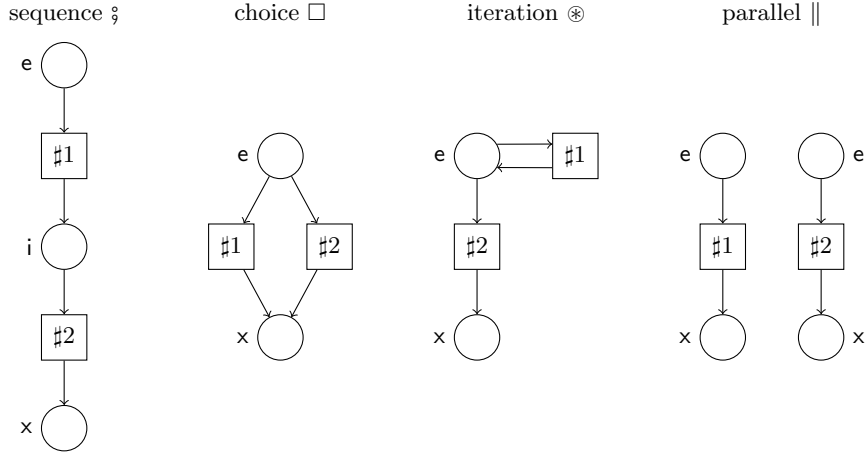 sequence ⨟
choice □
iteration ⊛
parallel ∥
e
♯1
i
♯2
x
e
♯1 ♯2
x
e ♯1
♯2
x
e e
♯1 ♯2
x x